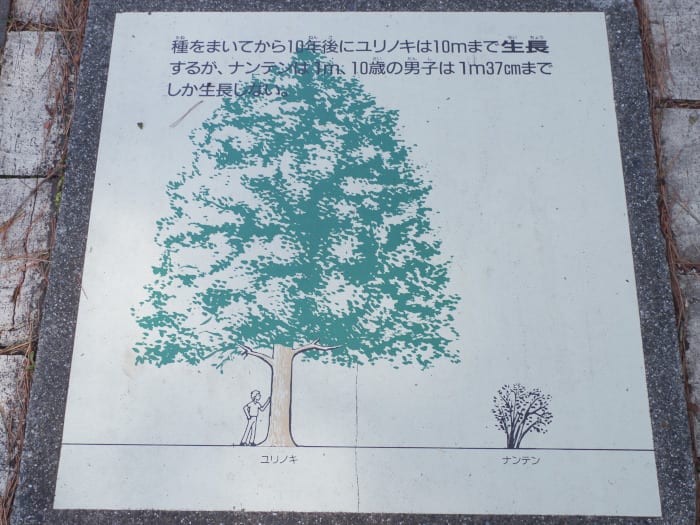 種をまいてから10年後にユリノキは10mまで生長
するが、ナンテンは1m、10歳の男子は1m37cmまで
しか生長しない。
ユリノキ
ナンテン